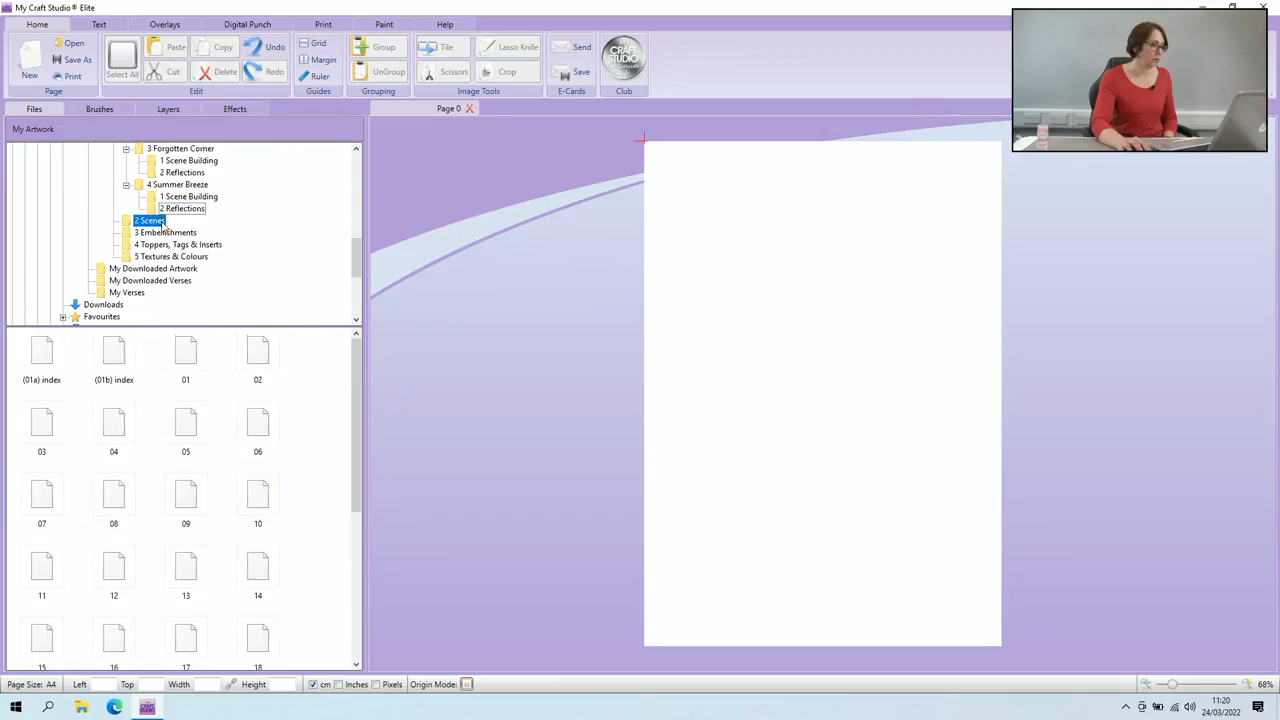 My Craft Studio® Elite
Home Text Overlays Digital Punch Print Paint Help
New Open Save As Print
Select All Paste Copy Undo
Cut Delete Redo
Grid Margin Ruler
Group UnGroup
Tile Lasso Knife
Scissors Crop
Send Save
CRAFT STUDIO
Page Edit Guides Grouping Image Tools E-Cards Club
Files Brushes Layers Effects
Page 0
My Artwork
3 Forgotten Corner
1 Scene Building
2 Reflections
4 Summer Breeze
1 Scene Building
2 Reflections
2 Scenes
3 Embellishments
4 Toppers, Tags & Inserts
5 Textures & Colours
My Downloaded Artwork
My Downloaded Verses
My Verses
Downloads
Favourites
(01a) index (01b) index 01 02
03 04 05 06
07 08 09 10
11 12 13 14
15 16 17 18
Page Size: A4 Left Top Width Height cm Inches Pixels Origin Mode: 68%
11:20
24/03/2022